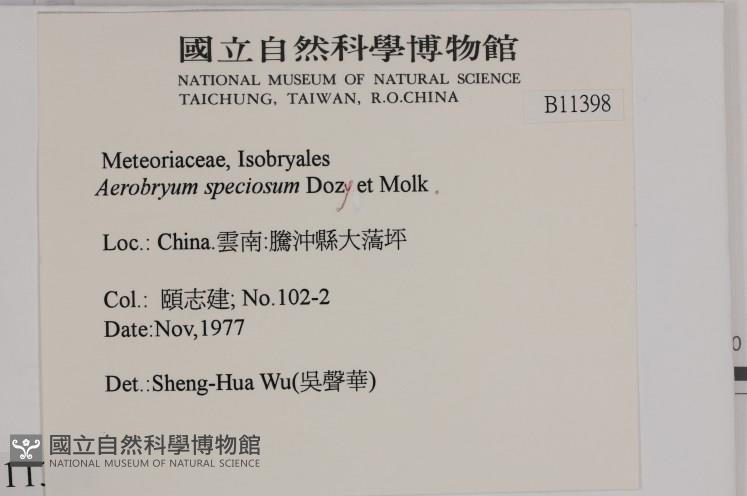 國立自然科學博物館
NATIONAL MUSEUM OF NATURAL SCIENCE
TAICHUNG, TAIWAN, R.O.CHINA
B11398
Meteoriaceae, Isobryales
Aerobryum speciosum Dozy et Molk.
Loc.: China.雲南:騰沖縣大蒿坪
Col.: 頤志建; No.102-2
Date:Nov,1977
Det.:Sheng-Hua Wu(吳聲華)
國立自然科學博物館
NATIONAL MUSEUM OF NATURAL SCIENCE